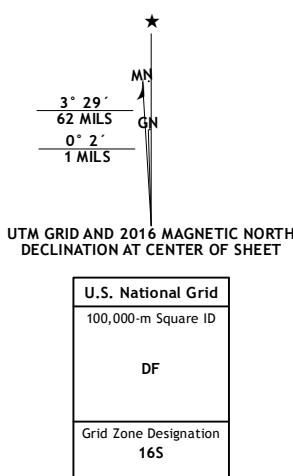 ★
MN
3° 29´
62 MILS
GN
0° 2´
1 MILS
UTM GRID AND 2016 MAGNETIC NORTH
DECLINATION AT CENTER OF SHEET
U.S. National Grid
100,000-m Square ID
DF
Grid Zone Designation
16S